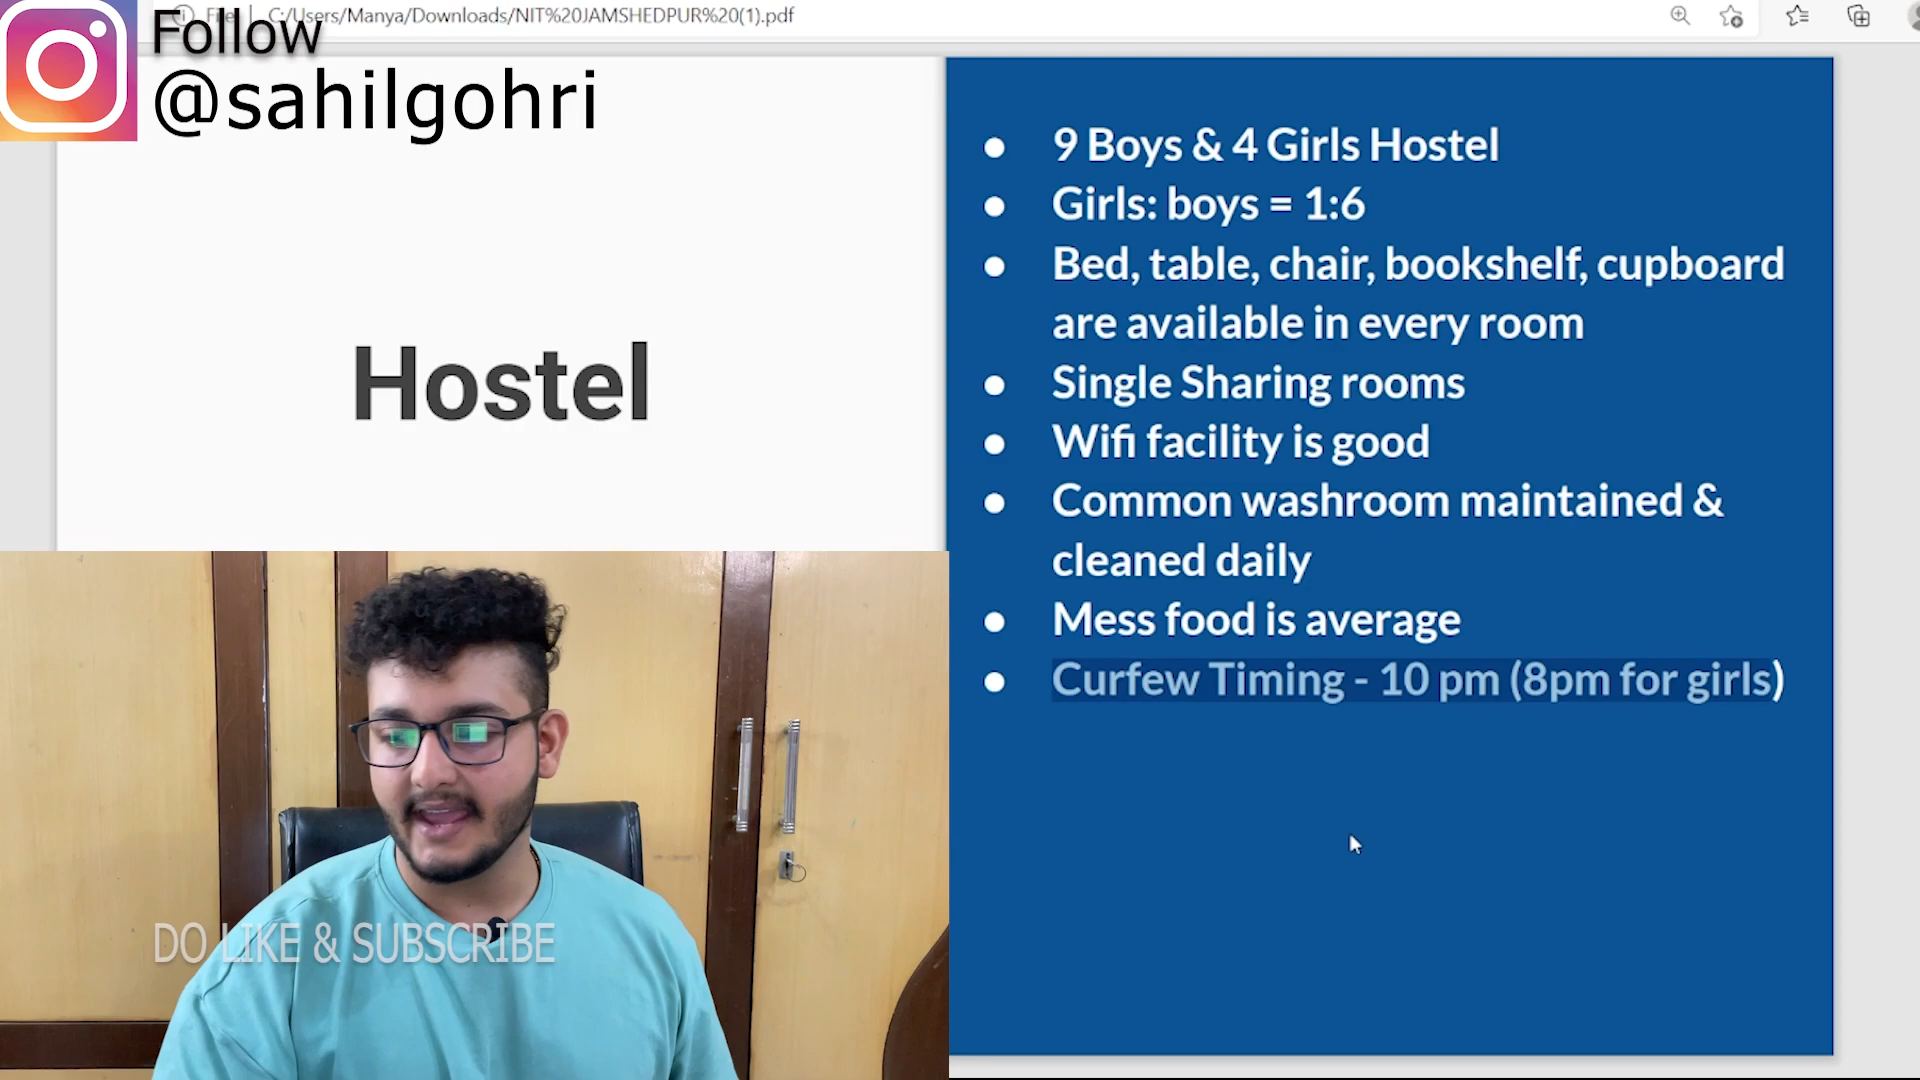 File | C:/Users/Manya/Downloads/NIT%20JAMSHEDPUR%20(1).pdf
Follow
@sahilgohri
Hostel
9 Boys & 4 Girls Hostel
Girls: boys = 1:6
Bed, table, chair, bookshelf, cupboard
are available in every room
Single Sharing rooms
Wifi facility is good
Common washroom maintained &
cleaned daily
Mess food is average
Curfew Timing - 10 pm (8pm for girls)
DO LIKE & SUBSCRIBE